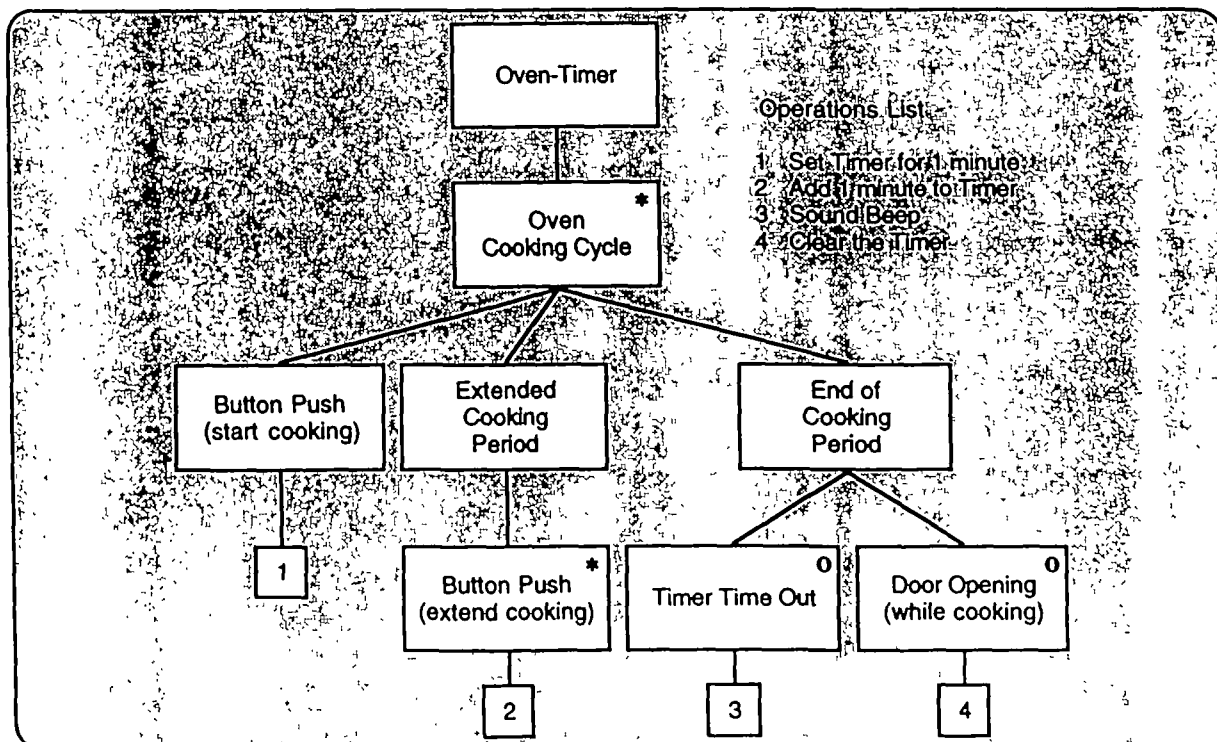 Oven-Timer
Operations List
1 Set Timer for 1 minute
2 Add 1 minute to Timer
3 Sound Beep
4 Clear the Timer
*
Oven
Cooking Cycle
Button Push
(start cooking)
Extended
Cooking
Period
End of
Cooking
Period
1
*
Button Push
(extend cooking)
o
Timer Time Out
o
Door Opening
(while cooking)
2
3
4